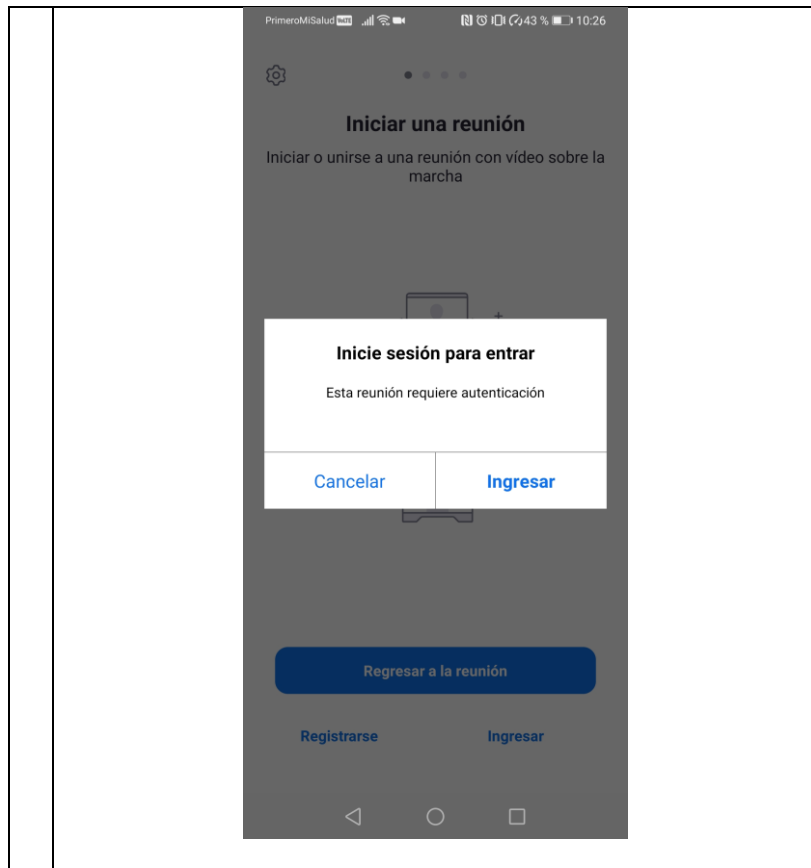 PrimeroMiSalud VoLTE 43 % 10:26
Iniciar una reunión
Iniciar o unirse a una reunión con vídeo sobre la
marcha
Inicie sesión para entrar
Esta reunión requiere autenticación
Cancelar Ingresar
Regresar a la reunión
Registrarse Ingresar